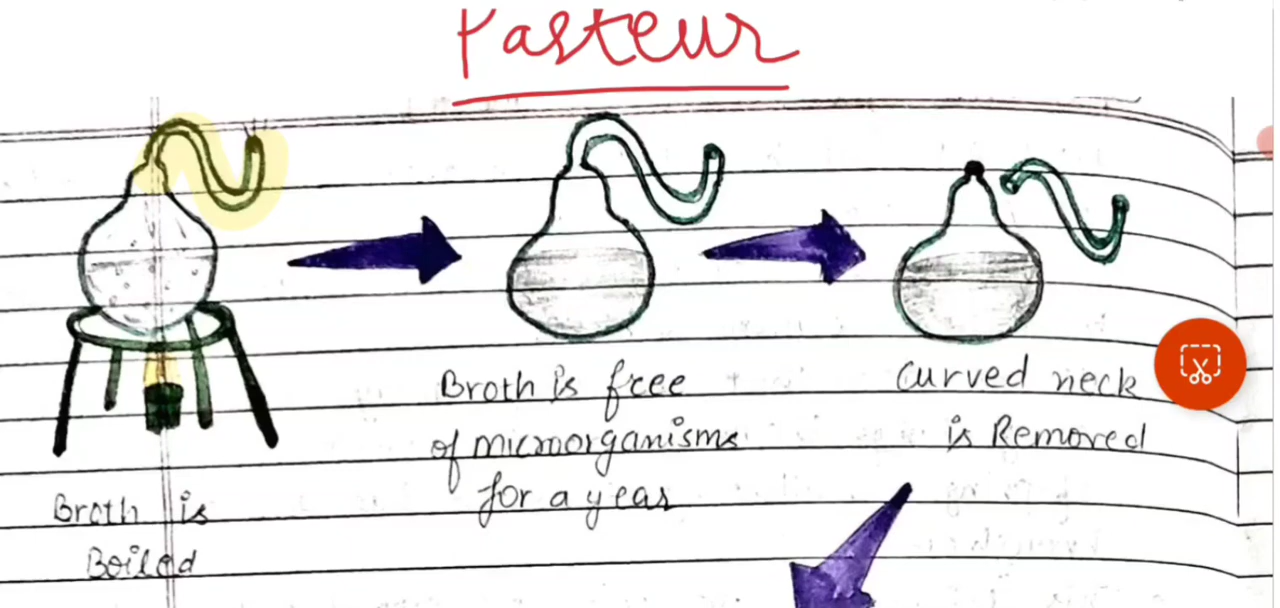 Pasteur
Broth is
Boiled
Broth is free
of microorganisms
for a year
Curved neck
is Removed